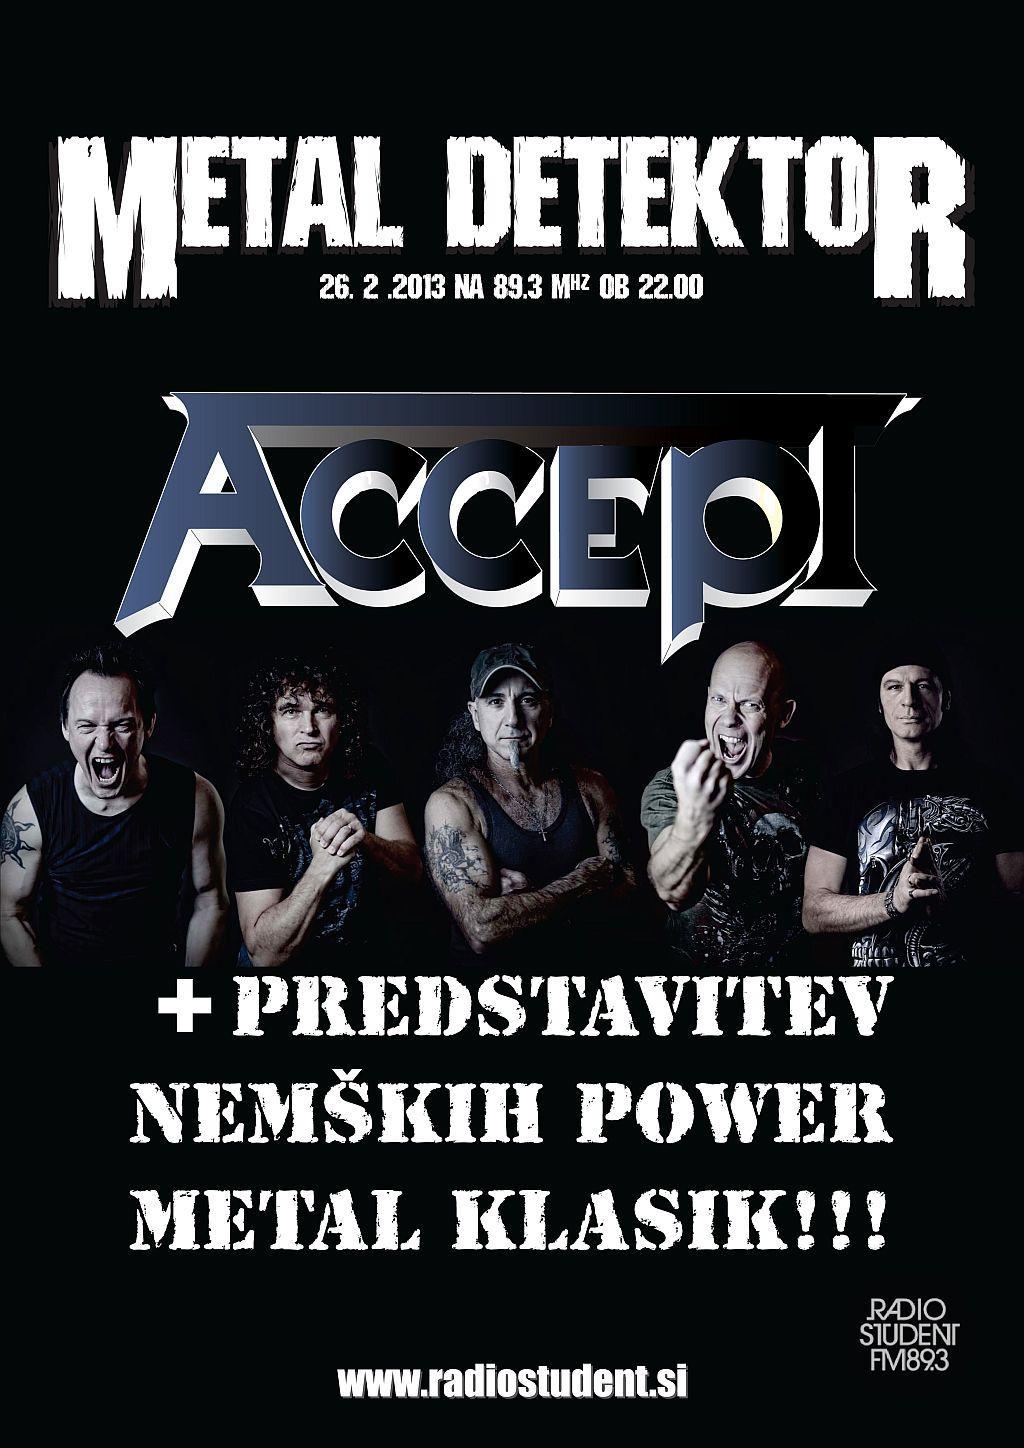 METAL DETEKTOR
26. 2 .2013 NA 89.3 MHZ OB 22.00
ACCEPT
+ PREDSTAVITEV
NEMŠKIH POWER
METAL KLASIK!!!
RADIO
STUDENT
FM89.3
www.radiostudent.si